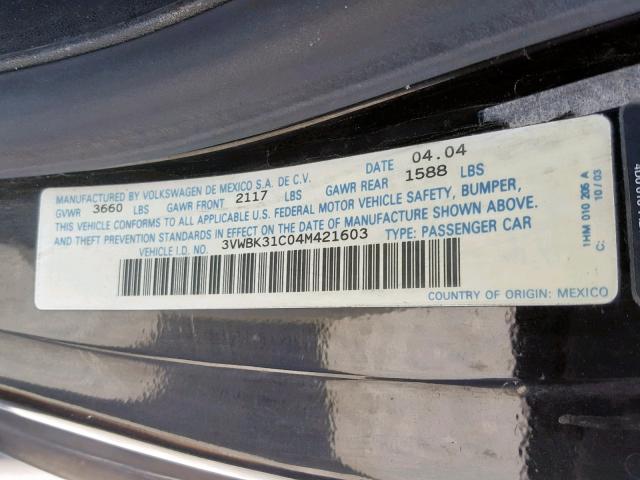 MANUFACTURED BY VOLKSWAGEN DE MEXICO S.A. DE C.V. DATE 04.04
GVWR 3660 LBS GAWR FRONT 2117 LBS GAWR REAR 1588 LBS
THIS VEHICLE CONFORMS TO ALL APPLICABLE U.S. FEDERAL MOTOR VEHICLE SAFETY, BUMPER,
AND THEFT PREVENTION STANDARDS IN EFFECT ON THE DATE OF MANUFACTURE SHOWN ABOVE.
VEHICLE I.D. NO. 3VWBK31C04M421603 TYPE: PASSENGER CAR
COUNTRY OF ORIGIN: MEXICO
1HM 010 205 A
C: 10/03